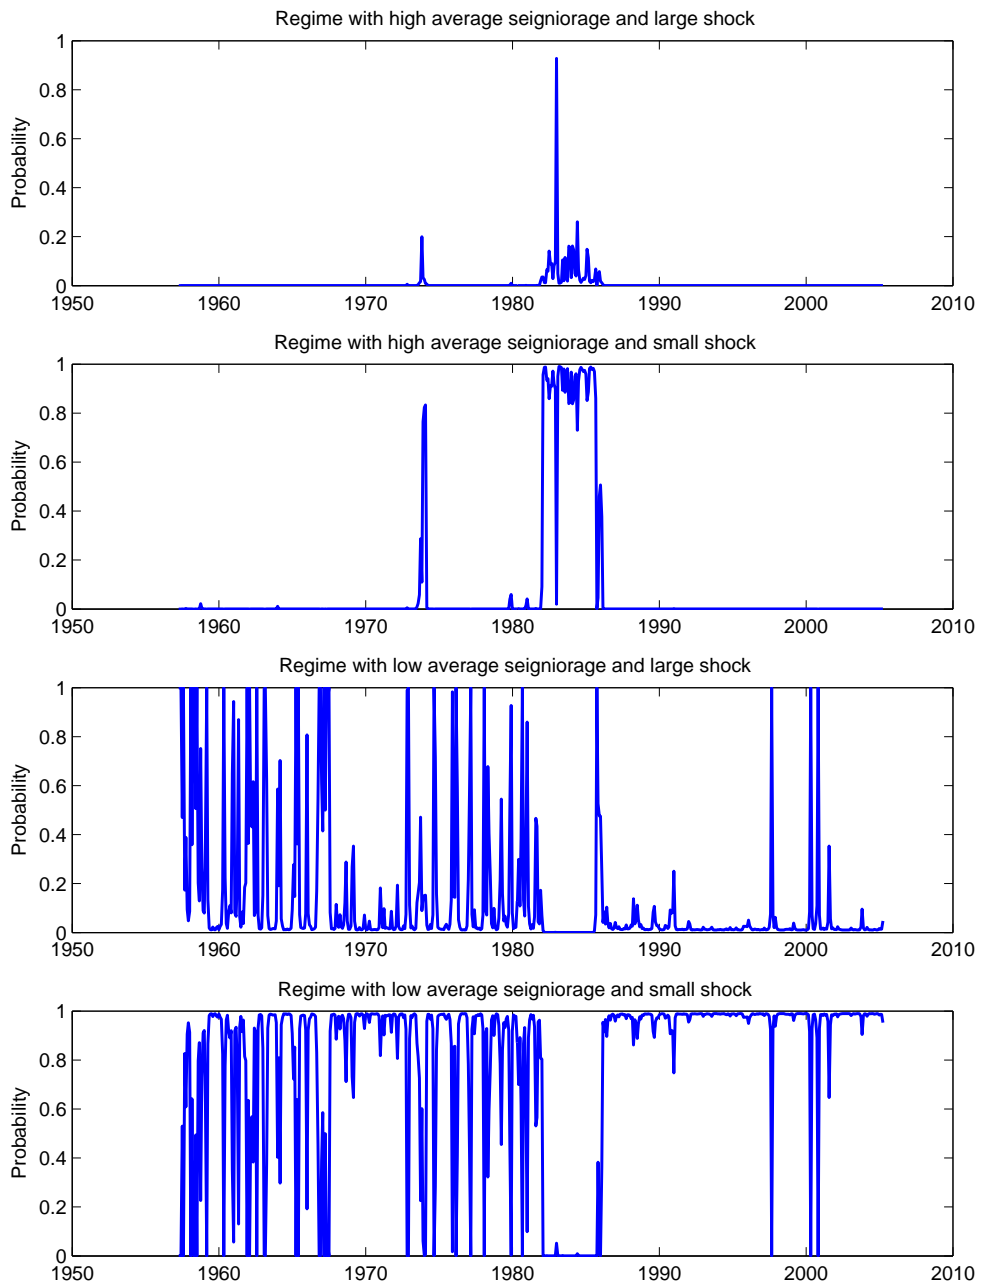 Regime with high average seigniorage and large shock
1
0.8
0.6
0.4
0.2
0
Probability
1950 1960 1970 1980 1990 2000 2010
Regime with high average seigniorage and small shock
1
0.8
0.6
0.4
0.2
0
Probability
1950 1960 1970 1980 1990 2000 2010
Regime with low average seigniorage and large shock
1
0.8
0.6
0.4
0.2
0
Probability
1950 1960 1970 1980 1990 2000 2010
Regime with low average seigniorage and small shock
1
0.8
0.6
0.4
0.2
0
Probability
1950 1960 1970 1980 1990 2000 2010